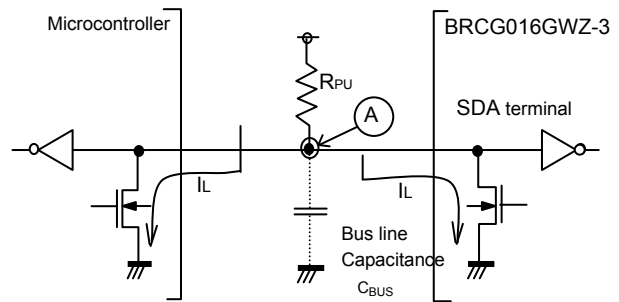 Microcontroller
BRCG016GWZ-3
RPU
A
SDA terminal
IL
IL
Bus line
Capacitance
CBUS